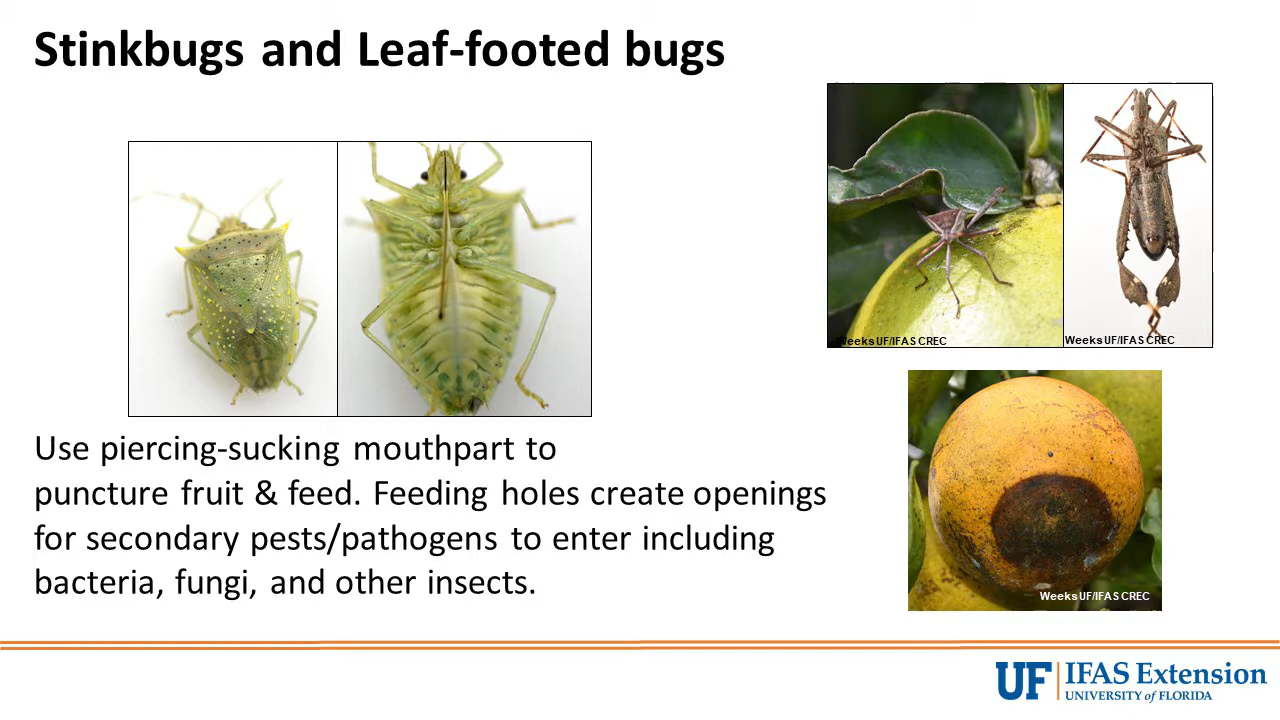 Stinkbugs and Leaf-footed bugs
Weeks UF/IFAS CREC
Weeks UF/IFAS CREC
Use piercing-sucking mouthpart to
puncture fruit & feed. Feeding holes create openings
for secondary pests/pathogens to enter including
bacteria, fungi, and other insects.
Weeks UF/IFAS CREC
UF IFAS Extension
UNIVERSITY of FLORIDA